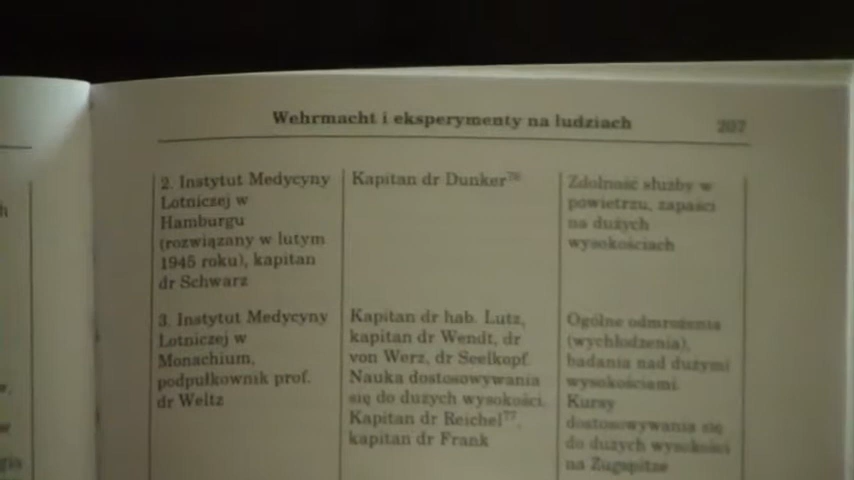 Wehrmacht i eksperymenty na ludziach 207
2. Instytut Medycyny
Lotniczej w
Hamburgu
(rozwiązany w lutym
1945 roku), kapitan
dr Schwarz
Kapitan dr Dunker76
Zdolność służby w
powietrzu, zapaści
na dużych
wysokościach
3. Instytut Medycyny
Lotniczej w
Monachium,
podpułkownik prof.
dr Weltz
Kapitan dr hab. Lutz,
kapitan dr Wendt, dr
von Werz, dr Seelkopf.
Nauka dostosowywania
się do dużych wysokości.
Kapitan dr Reichel77,
kapitan dr Frank
Ogólne odmrożenia
(wychłodzenia),
badania nad dużymi
wysokościami.
Kursy
dostosowywania się
do dużych wysokości
na Zugspitze